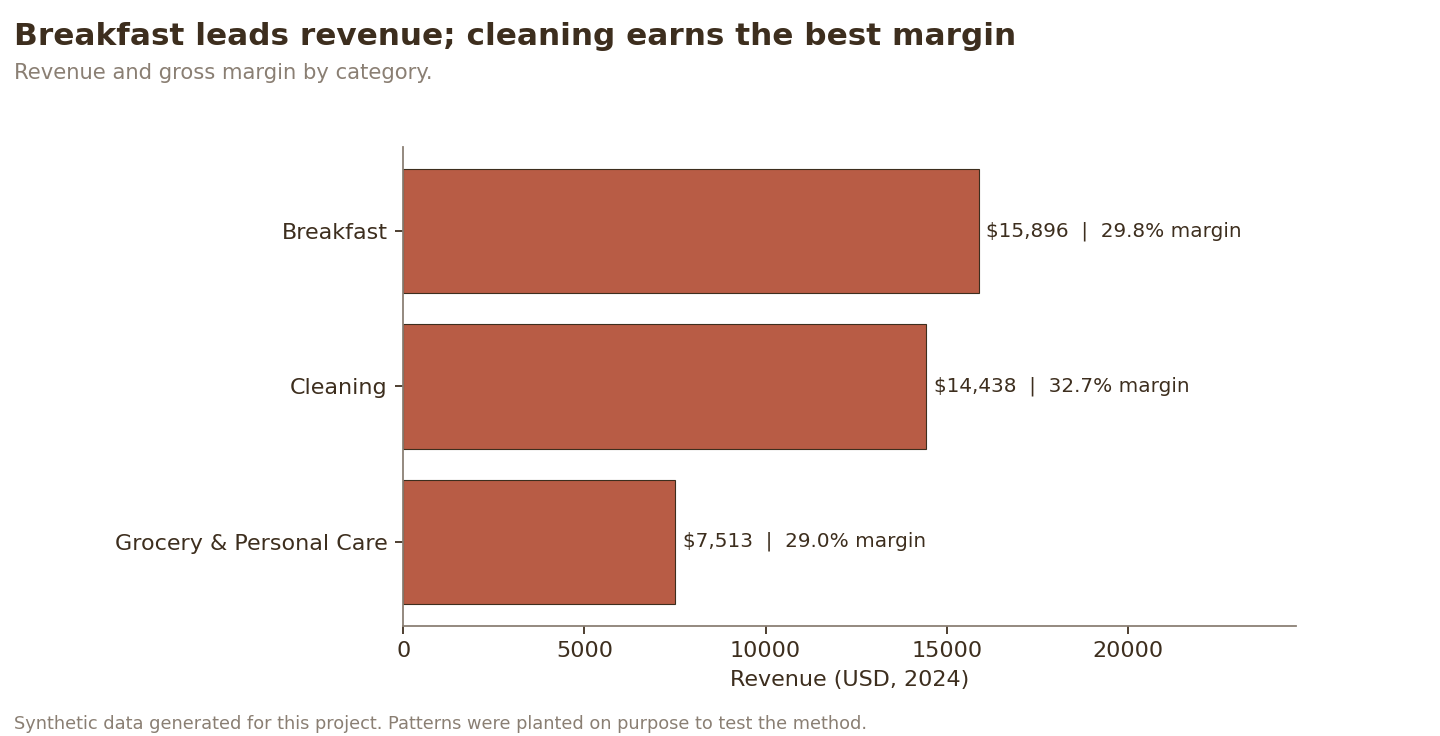 Breakfast leads revenue; cleaning earns the best margin
Revenue and gross margin by category.
Breakfast
$15,896 | 29.8% margin
Cleaning
$14,438 | 32.7% margin
Grocery & Personal Care
$7,513 | 29.0% margin
0 5000 10000 15000 20000
Revenue (USD, 2024)
Synthetic data generated for this project. Patterns were planted on purpose to test the method.